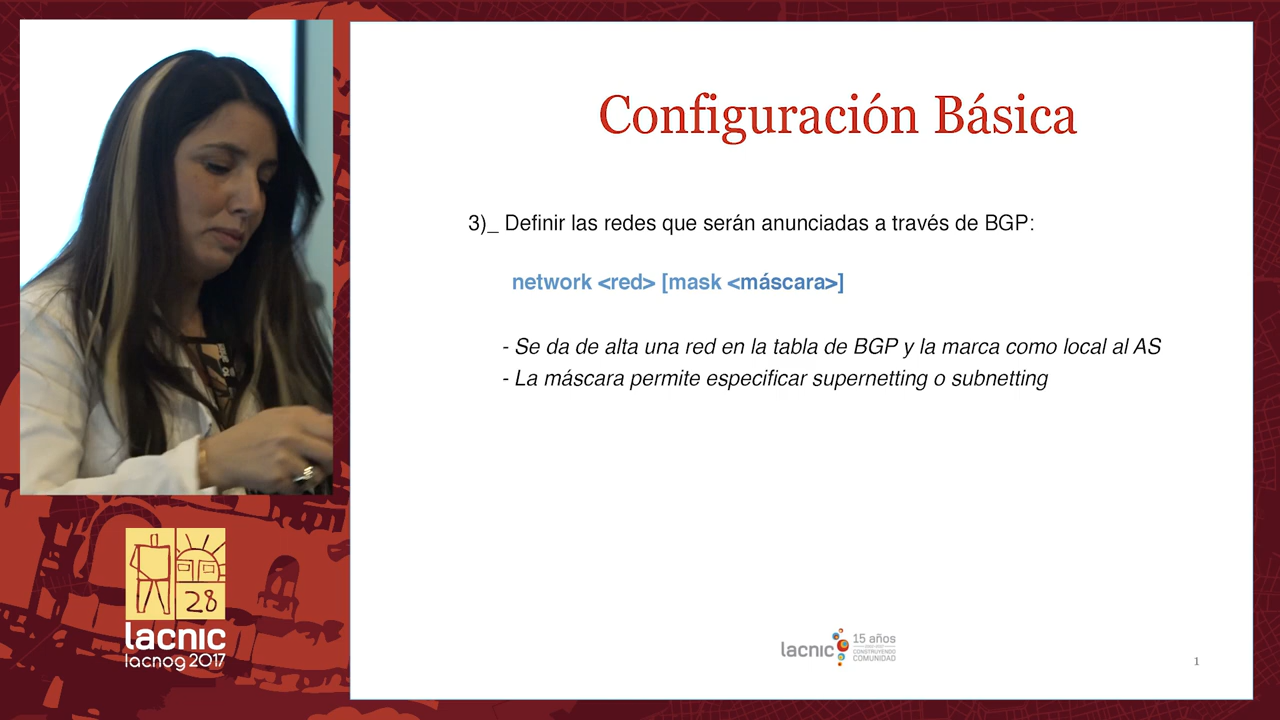 Configuración Básica
3)_ Definir las redes que serán anunciadas a través de BGP:
network <red> [mask <máscara>]
- Se da de alta una red en la tabla de BGP y la marca como local al AS
- La máscara permite especificar supernetting o subnetting
28
lacnic
lacnog 2017
lacnic
15 años
CONSTRUYENDO
COMUNIDAD
1